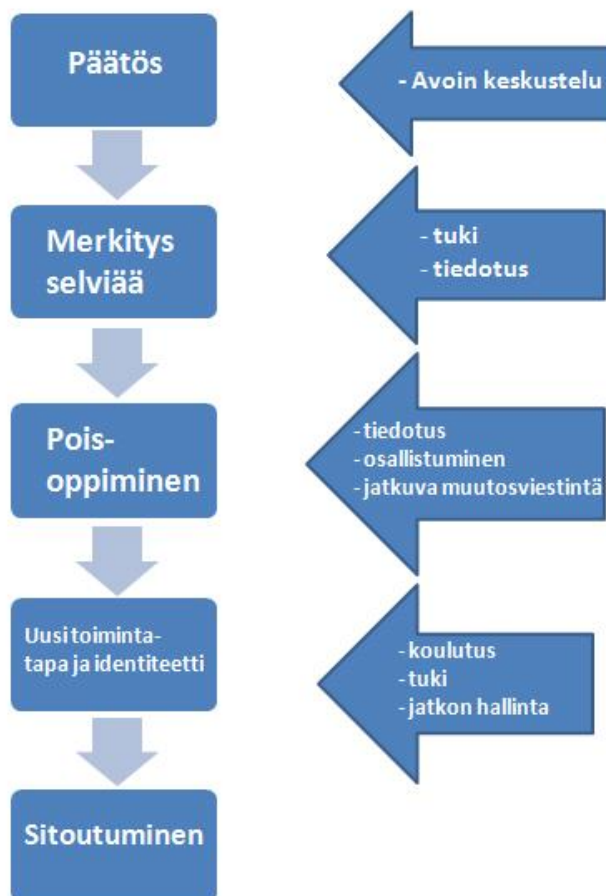 Päätös
- Avoin keskustelu
Merkitys
selviää
- tuki
- tiedotus
Pois-
oppiminen
- tiedotus
- osallistuminen
- jatkuva muutosviestintä
Uusi toiminta-
tapa ja identiteetti
- koulutus
- tuki
- jatkon hallinta
Sitoutuminen